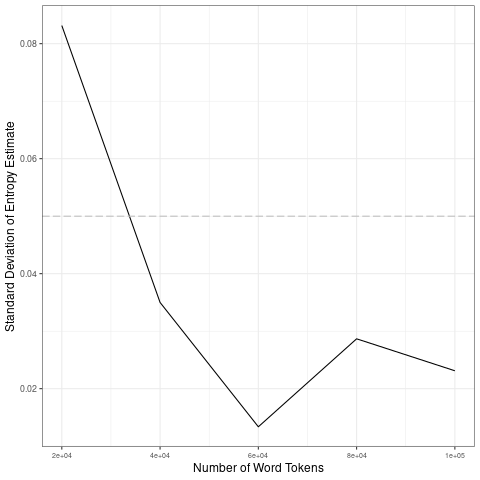 Standard Deviation of Entropy Estimate
0.08
0.06
0.04
0.02
2e+04 4e+04 6e+04 8e+04 1e+05
Number of Word Tokens